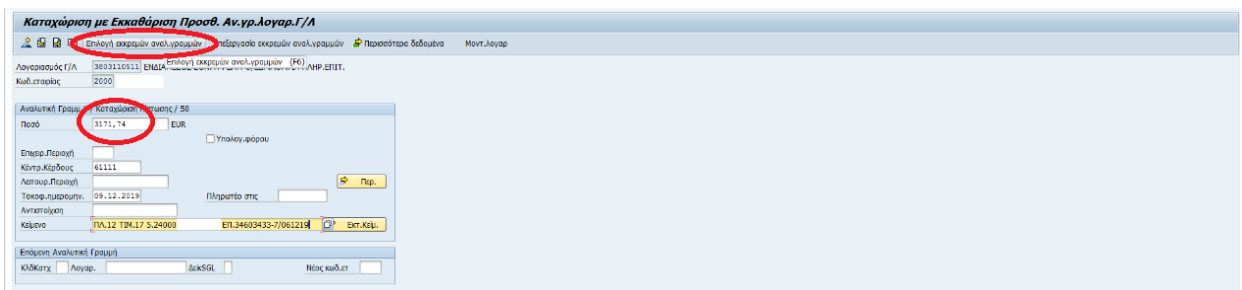 Καταχώριση με Εκκαθάριση Προσθ. Αν.γρ.λογαρ.Γ/Λ
Επιλογή εκκρεμών αναλ.γραμμών Επεξεργασία εκκρεμών αναλ.γραμμών Περισσότερα δεδομένα Μοντ.λογαρ
Λογαριασμός Γ/Λ 3803110511 Επιλογή εκκρεμών αναλ.γραμμών (F6) ΛΗΡ.ΕΠΙΤ.
Κωδ.εταιρίας 2000
Αναλυτική Γραμμ Καταχώριση Πίστωσης / 50
Ποσό 3171,74 EUR
Υπολογ.φόρου
Επιχειρ.Περιοχή
Κέντρ.Κέρδους 61111
Λειτουρ.Περιοχή Περ.
Τοκοφ.ημερομην. 09.12.2019 Πληρωτέο στις
Αντιστοίχιση
Κείμενο ΠΛ.12 ΤΙΜ.17 5.24000 ΕΠ.34603433-7/061219 Εκτ.Κείμ.
Επόμενη Αναλυτική Γραμμή
ΚλδΚατχ Λογαρ. ΔείκSGL Νέος κωδ.ετ